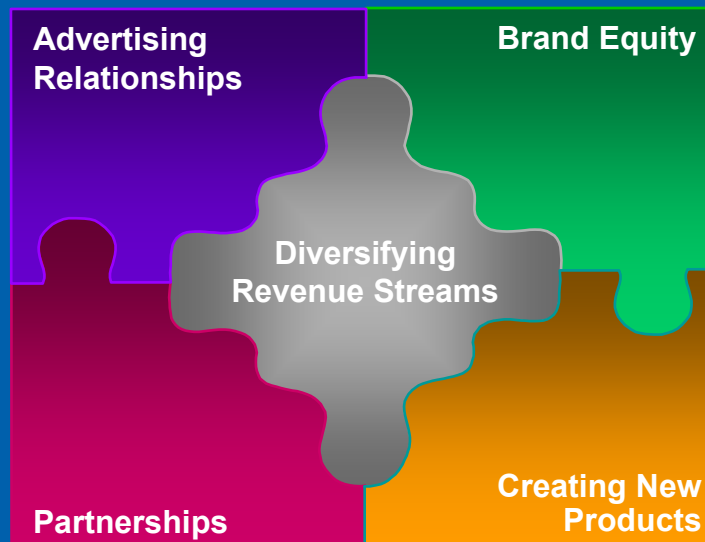 Advertising
Relationships
Brand Equity
Diversifying
Revenue Streams
Partnerships
Creating New
Products